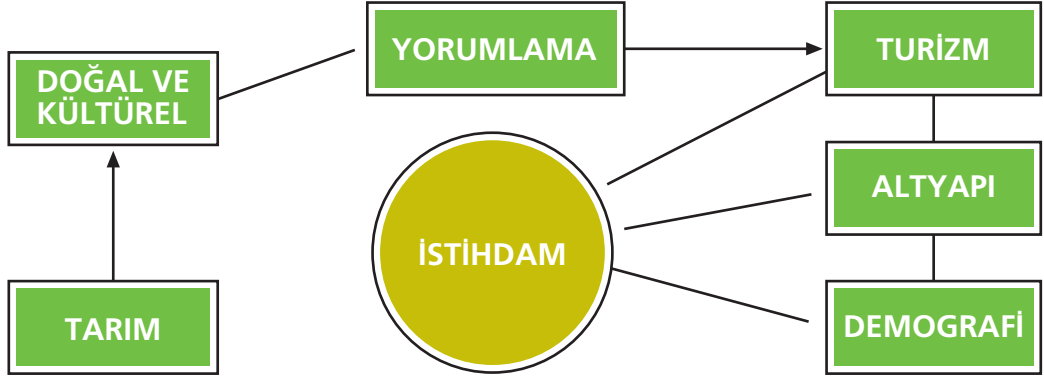 YORUMLAMA
TURİZM
DOĞAL VE
KÜLTÜREL
ALTYAPI
İSTİHDAM
TARIM
DEMOGRAFİ